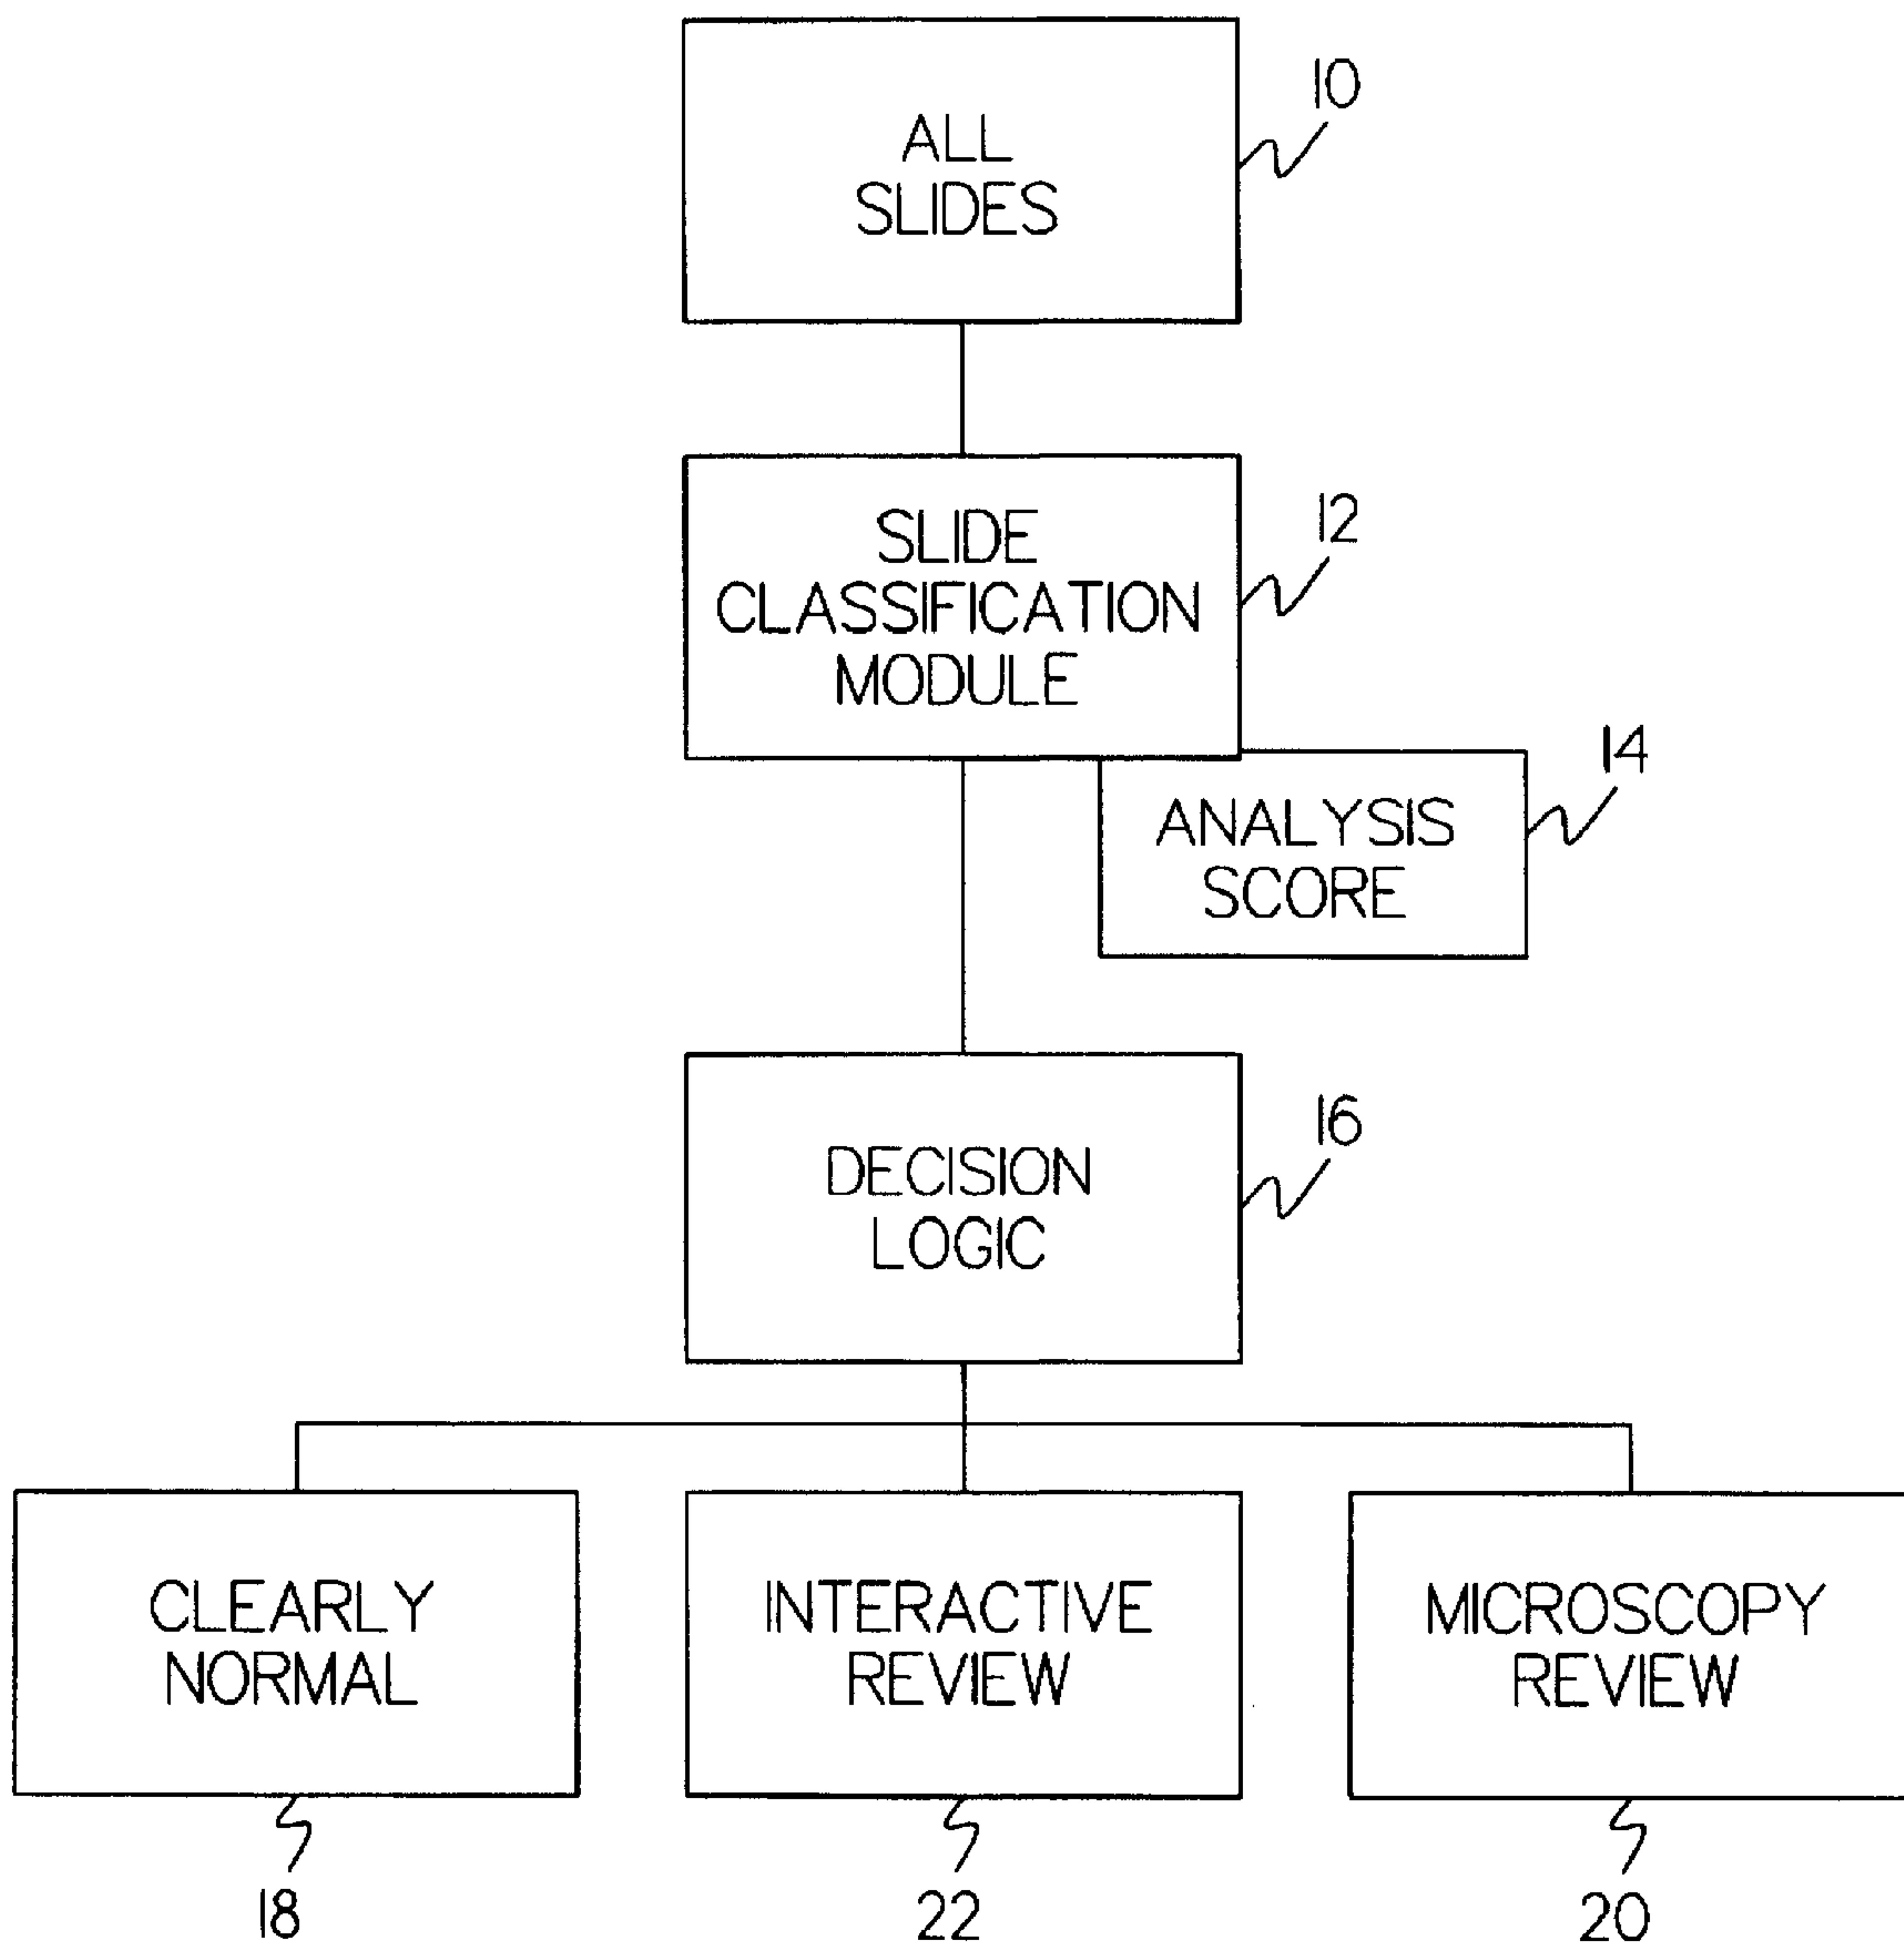 ALL
SLIDES
10
SLIDE
CLASSIFICATION
MODULE
12
ANALYSIS
SCORE
14
DECISION
LOGIC
16
CLEARLY
NORMAL
18
INTERACTIVE
REVIEW
22
MICROSCOPY
REVIEW
20